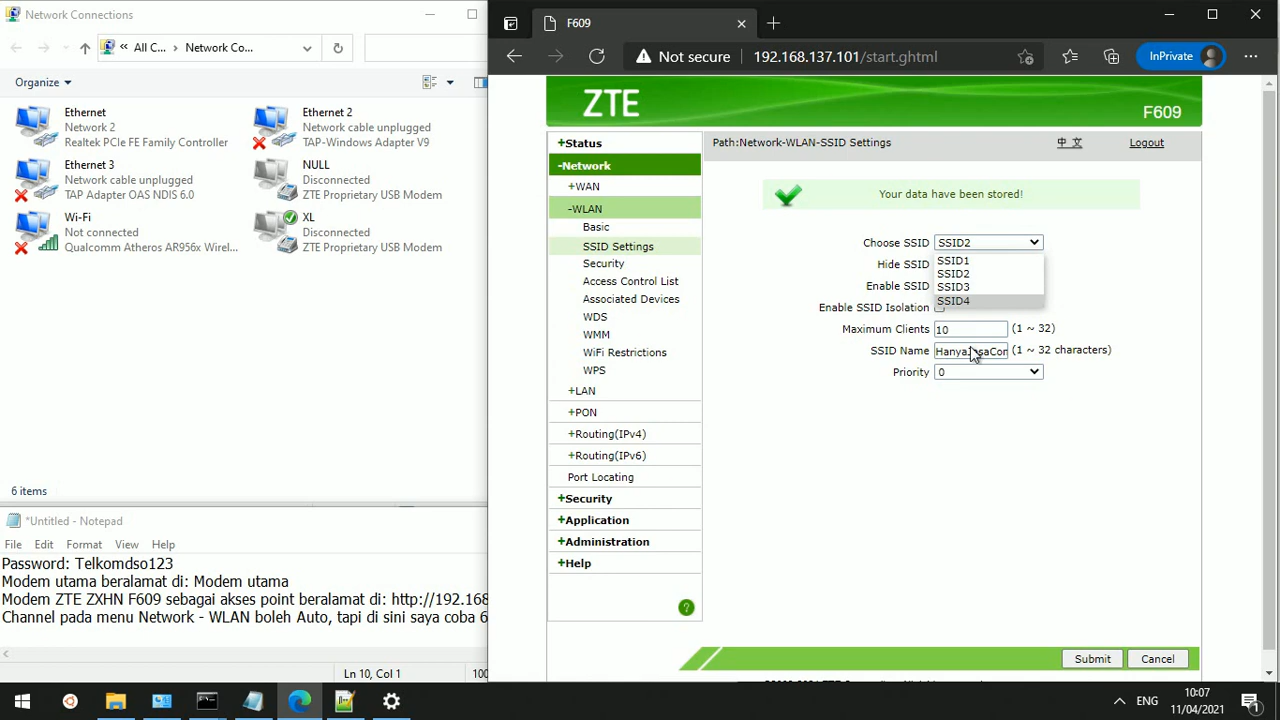 Network Connections
All C...
Network Co...
Organize
Ethernet
Network 2
Realtek PCIe FE Family Controller
Ethernet 2
Network cable unplugged
TAP-Windows Adapter V9
Ethernet 3
Network cable unplugged
TAP Adapter OAS NDIS 6.0
NULL
Disconnected
ZTE Proprietary USB Modem
Wi-Fi
Not connected
Qualcomm Atheros AR956x Wirel...
XL
Disconnected
ZTE Proprietary USB Modem
6 items
*Untitled - Notepad
File Edit Format View Help
Password: Telkomdso123
Modem utama beralamat di: Modem utama
Modem ZTE ZXHN F609 sebagai akses point beralamat di: http://192.168
Channel pada menu Network - WLAN boleh Auto, tapi di sini saya coba 6
Ln 10, Col 1
100
F609
Not secure 192.168.137.101/start.ghtml
InPrivate
ZTE
F609
+Status
-Network
+WAN
-WLAN
Basic
SSID Settings
Security
Access Control List
Associated Devices
WDS
WMM
WiFi Restrictions
WPS
+LAN
+PON
+Routing(IPv4)
+Routing(IPv6)
Port Locating
+Security
+Application
+Administration
+Help
?
Path:Network-WLAN-SSID Settings
中 文
Logout
Your data have been stored!
Choose SSID SSID2
SSID1
SSID2
SSID3
SSID4
Hide SSID
Enable SSID
Enable SSID Isolation
Maximum Clients 10 (1 ~ 32)
SSID Name (1 ~ 32 characters)
Priority 0
Submit
Cancel
ENG
10:07
11/04/2021
1